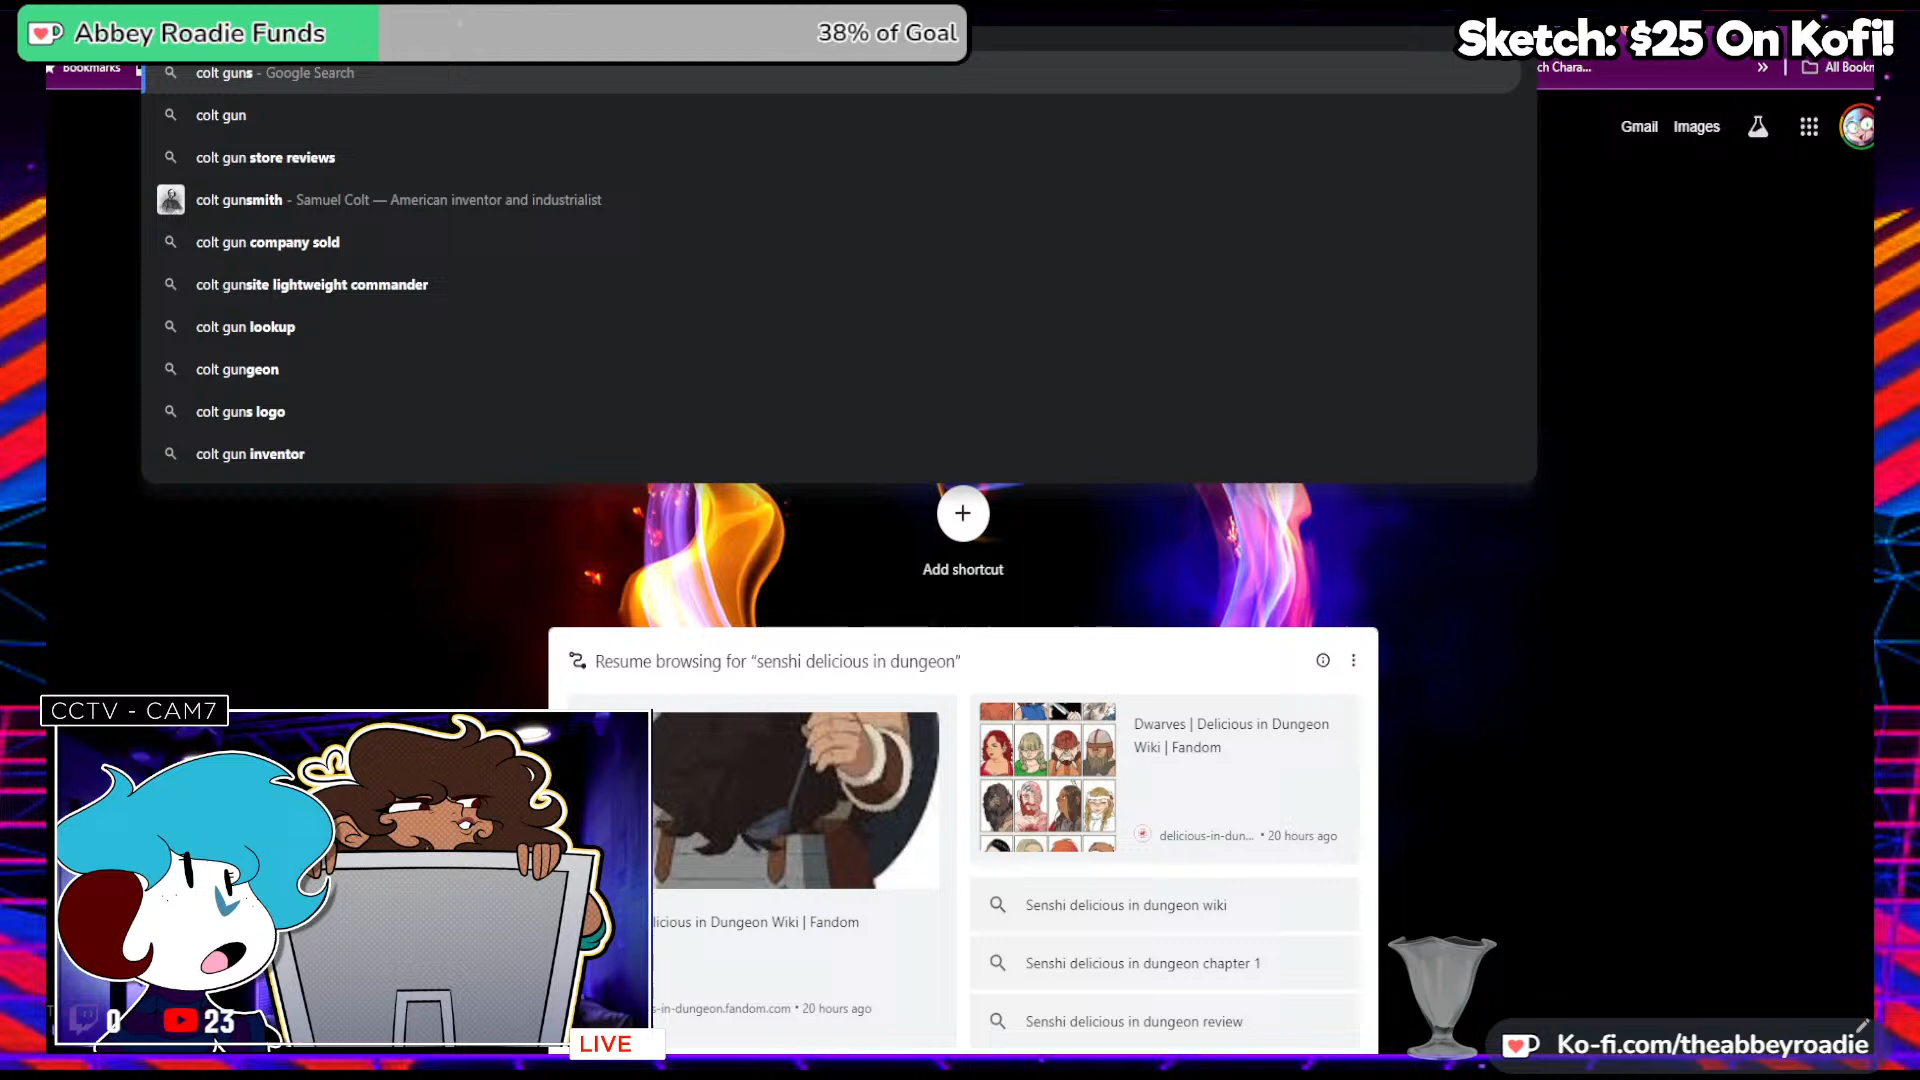 Abbey Roadie Funds
38% of Goal
Sketch: $25 On Kofi!
Bookmarks
ch Chara...
All Bookn
colt guns - Google Search
colt gun
colt gun store reviews
colt gunsmith - Samuel Colt — American inventor and industrialist
colt gun company sold
colt gunsite lightweight commander
colt gun lookup
colt gungeon
colt guns logo
colt gun inventor
Gmail
Images
Add shortcut
Resume browsing for “senshi delicious in dungeon”
Dwarves | Delicious in Dungeon
Wiki | Fandom
delicious-in-dun... • 20 hours ago
licious in Dungeon Wiki | Fandom
s-in-dungeon.fandom.com • 20 hours ago
Senshi delicious in dungeon wiki
Senshi delicious in dungeon chapter 1
Senshi delicious in dungeon review
CCTV - CAM7
0
23
LIVE
Ko-fi.com/theabbeyroadie